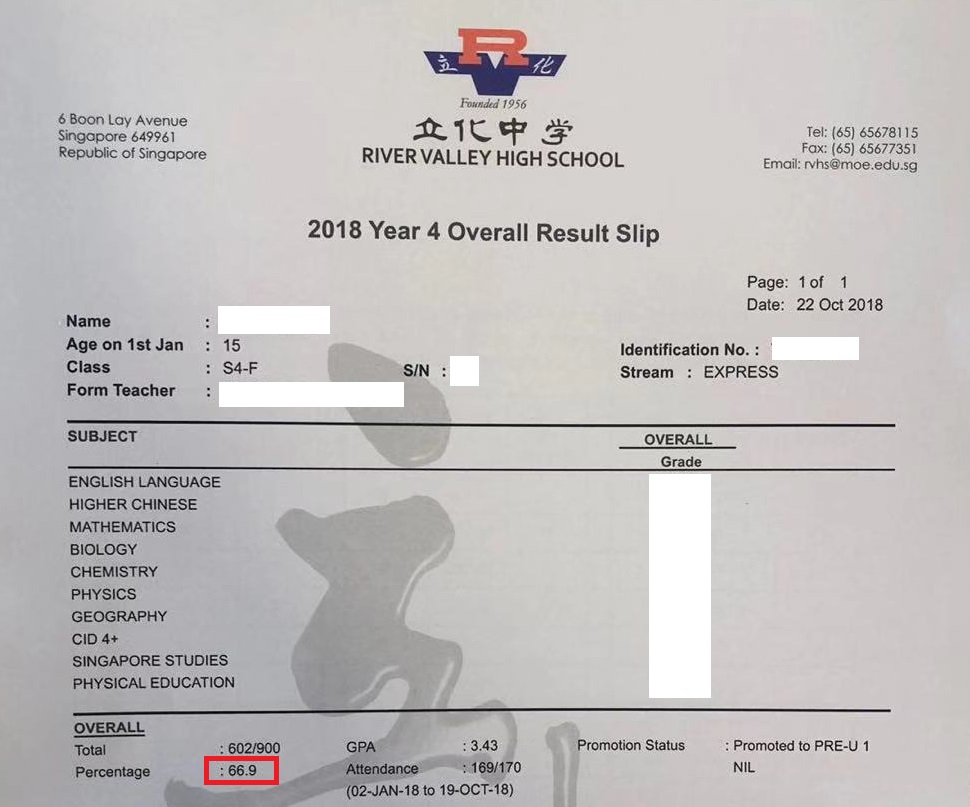 R
立 化
Founded 1956
立化中学
RIVER VALLEY HIGH SCHOOL
6 Boon Lay Avenue
Singapore 649961
Republic of Singapore
Tel: (65) 65678115
Fax: (65) 65677351
Email: rvhs@moe.edu.sg
2018 Year 4 Overall Result Slip
Page: 1 of 1
Date: 22 Oct 2018
Name :
Age on 1st Jan : 15
Identification No. :
Class : S4-F S/N :
Stream : EXPRESS
Form Teacher :
SUBJECT OVERALL
Grade
ENGLISH LANGUAGE
HIGHER CHINESE
MATHEMATICS
BIOLOGY
CHEMISTRY
PHYSICS
GEOGRAPHY
CID 4+
SINGAPORE STUDIES
PHYSICAL EDUCATION
OVERALL
Total : 602/900 GPA : 3.43 Promotion Status : Promoted to PRE-U 1
Percentage : 66.9 Attendance : 169/170 NIL
(02-JAN-18 to 19-OCT-18)